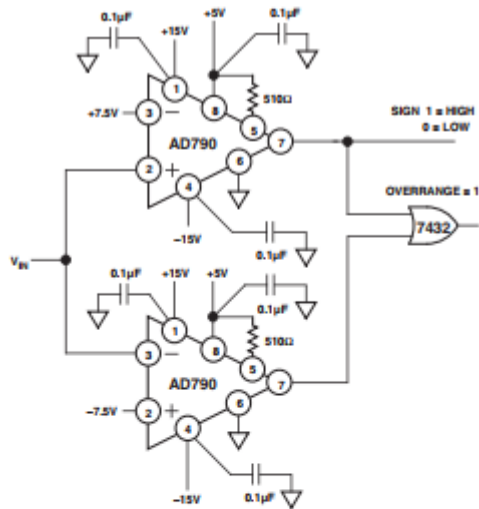 0.1µF
+15V
+5V
0.1µF
1
8
510Ω
+7.5V
3
−
5
7
SIGN 1 = HIGH
0 = LOW
AD790
6
2
+
4
OVERRANGE = 1
7432
−15V
0.1µF
VIN
0.1µF
+15V
+5V
0.1µF
1
8
510Ω
3
−
5
7
AD790
6
−7.5V
2
+
4
−15V
0.1µF